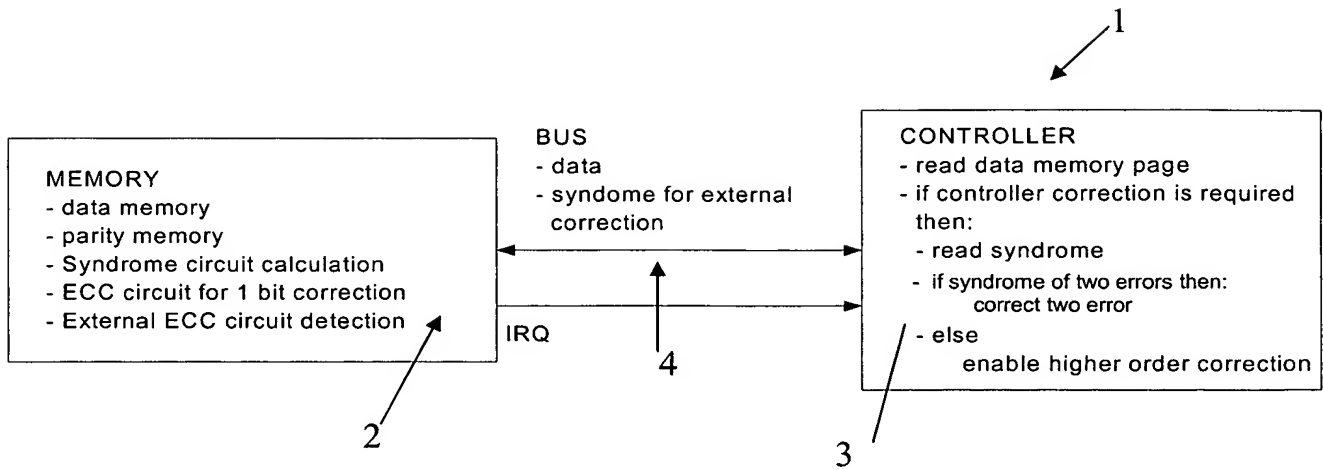 1
MEMORY
- data memory
- parity memory
- Syndrome circuit calculation
- ECC circuit for 1 bit correction
- External ECC circuit detection
BUS
- data
- syndome for external
correction
IRQ
CONTROLLER
- read data memory page
- if controller correction is required
then:
- read syndrome
- if syndrome of two errors then:
correct two error
- else
enable higher order correction
2
4
3